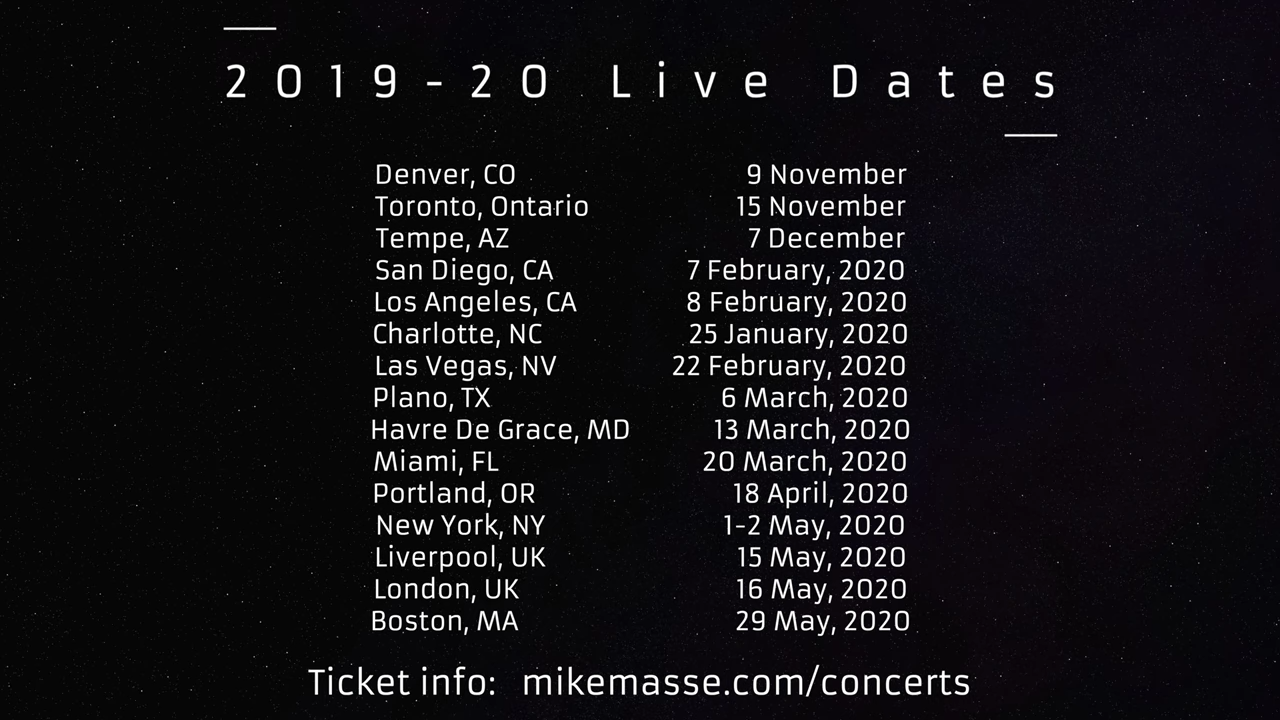 2019-20 Live Dates
Denver, CO 9 November
Toronto, Ontario 15 November
Tempe, AZ 7 December
San Diego, CA 7 February, 2020
Los Angeles, CA 8 February, 2020
Charlotte, NC 25 January, 2020
Las Vegas, NV 22 February, 2020
Plano, TX 6 March, 2020
Havre De Grace, MD 13 March, 2020
Miami, FL 20 March, 2020
Portland, OR 18 April, 2020
New York, NY 1-2 May, 2020
Liverpool, UK 15 May, 2020
London, UK 16 May, 2020
Boston, MA 29 May, 2020
Ticket info: mikemasse.com/concerts